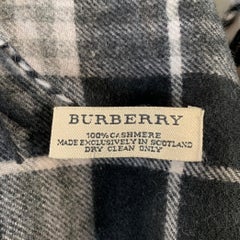 BURBERRY
100% CASHMERE
MADE EXCLUSIVELY IN SCOTLAND
DRY CLEAN ONLY